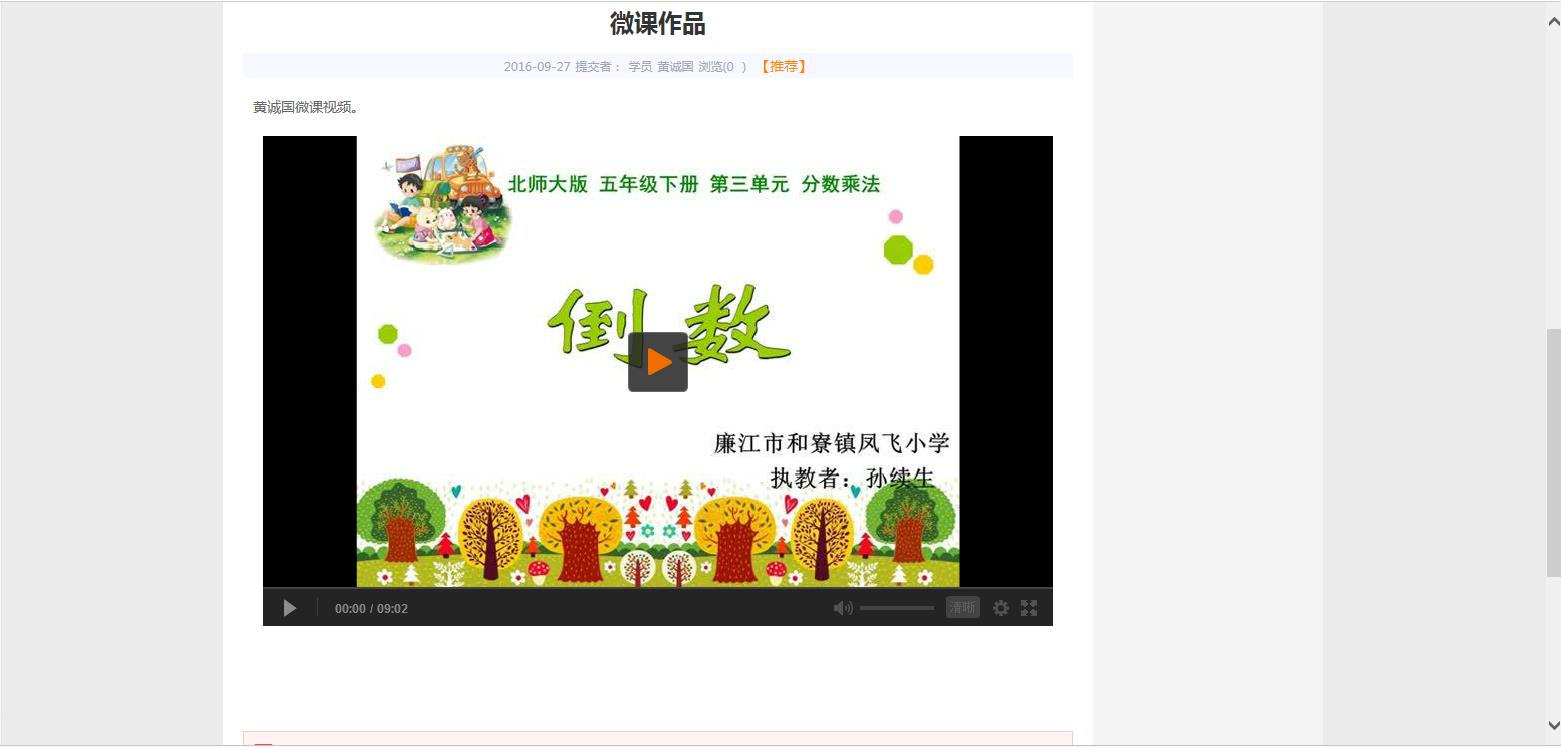 微课作品
2016-09-27 提交者： 学员 黄诚国 浏览(0 ) 【推荐】
黄诚国微课视频。
北师大版 五年级下册 第三单元 分数乘法
倒数
廉江市和寮镇凤飞小学
执教者：孙续生
00:00 / 09:02
清晰